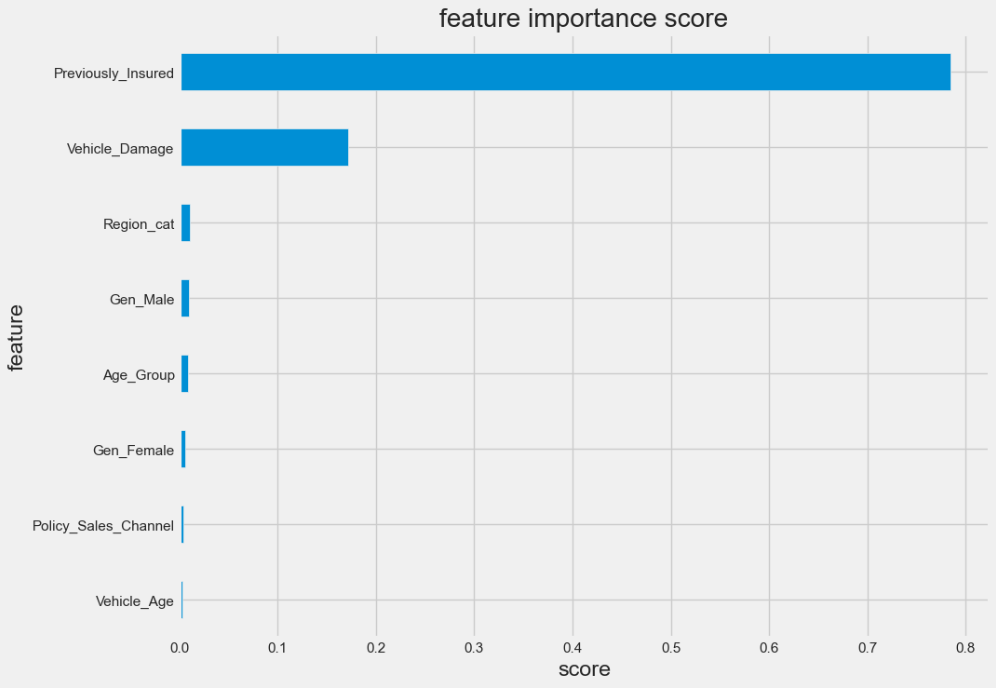 feature importance score
Previously_Insured
Vehicle_Damage
Region_cat
Gen_Male
Age_Group
Gen_Female
Policy_Sales_Channel
Vehicle_Age
feature
0.0 0.1 0.2 0.3 0.4 0.5 0.6 0.7 0.8
score